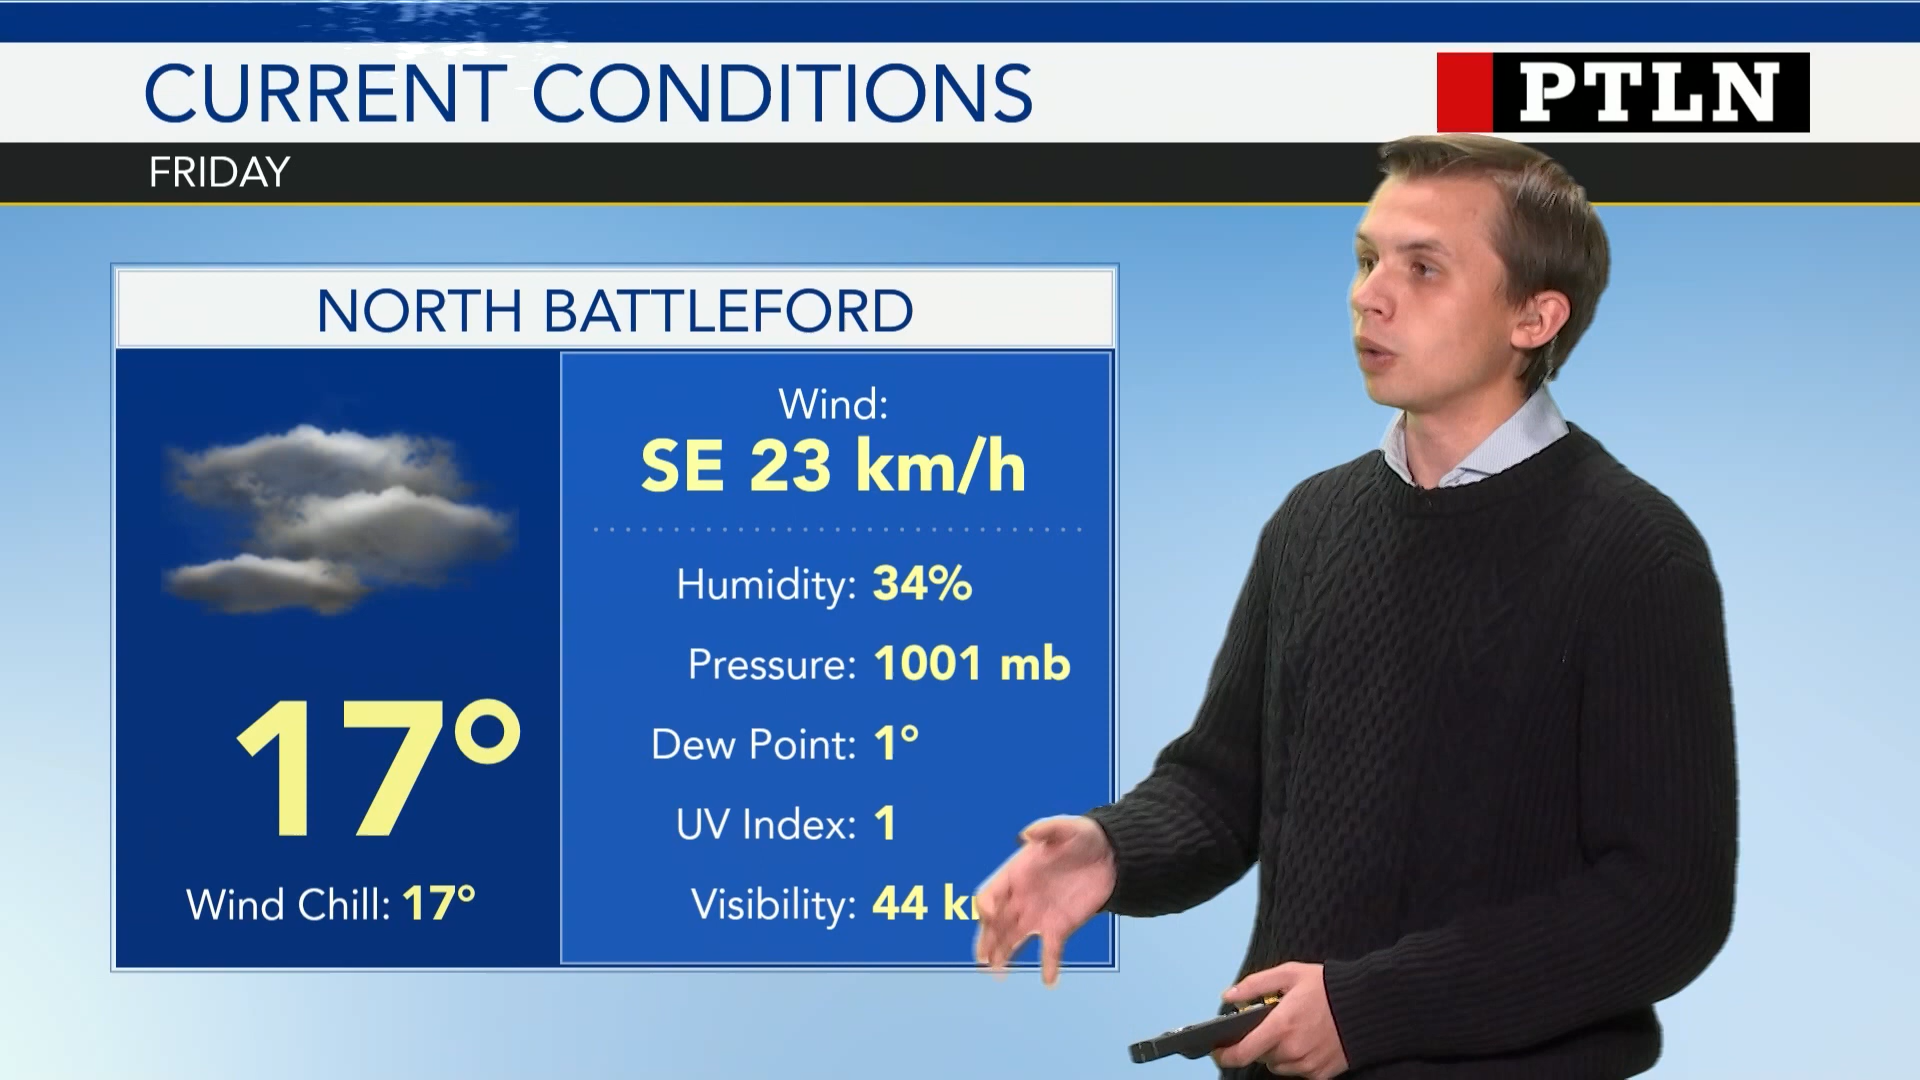 CURRENT CONDITIONS
PTLN
FRIDAY
NORTH BATTLEFORD
Wind:
SE 23 km/h
Humidity: 34%
Pressure: 1001 mb
Dew Point: 1°
UV Index: 1
Visibility: 44
17°
Wind Chill: 17°